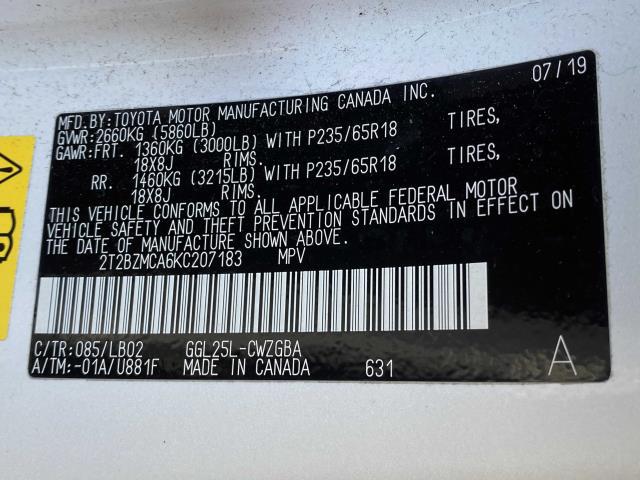 07/19
MFD.BY:TOYOTA MOTOR MANUFACTURING CANADA INC.
GVWR:2660KG (5860LB)
GAWR:FRT. 1360KG (3000LB) WITH P235/65R18 TIRES,
18X8J RIMS.
RR. 1460KG (3215LB) WITH P235/65R18 TIRES,
18X8J RIMS.
THIS VEHICLE CONFORMS TO ALL APPLICABLE FEDERAL MOTOR
VEHICLE SAFETY AND THEFT PREVENTION STANDARDS IN EFFECT ON
THE DATE OF MANUFACTURE SHOWN ABOVE.
2T2BZMCA6KC207183 MPV
C/TR:085/LB02 GGL25L-CWZGBA
A/TM:-01A/U881F MADE IN CANADA 631 A